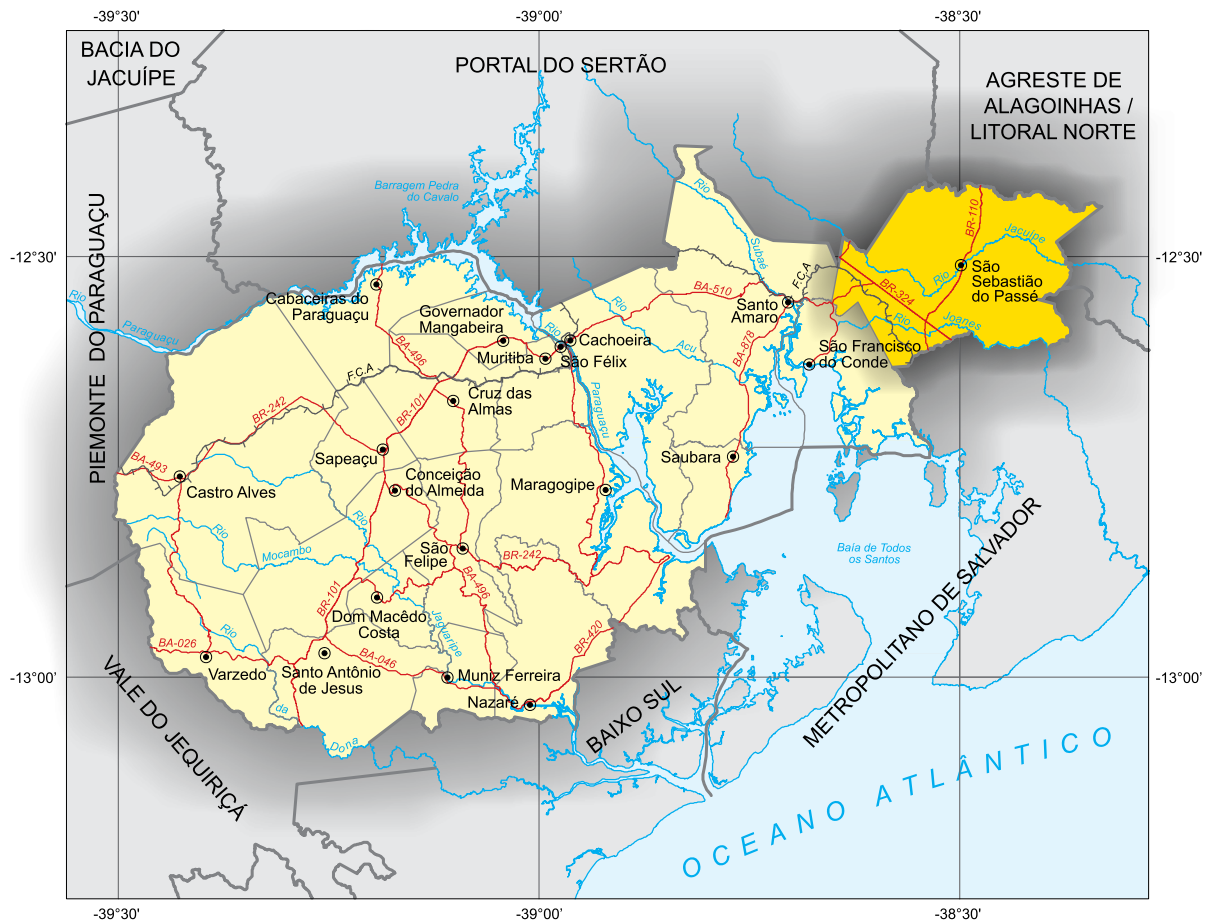 -39°30'
-39°00'
-38°30'
BACIA DO
JACUÍPE
PORTAL DO SERTÃO
AGRESTE DE
ALAGOINHAS /
LITORAL NORTE
Barragem Pedra
do Cavalo
Rio
Subaé
BR-110
Jacuípe
Rio
-12°30'
-12°30'
PIEMONTE DO PARAGUAÇU
Cabaceiras do
Paraguaçu
Governador
Mangabeira
Rio
BA-510
Santo
Amaro
F.C.A
BR-324
São
Sebastião
do Passé
Rio
Paraguaçu
Muritiba
Rio
Cachoeira
São Félix
Acu
BA-878
Rio
Joanes
São Francisco
do Conde
BA-496
F.C.A
Cruz das
Almas
Paraguaçu
BR-242
BR-101
Sapeaçu
BA-493
Castro Alves
Conceição
do Almeida
Maragogipe
Saubara
Rio
Rio
Mocambo
São
Felipe
BR-242
Baía de Todos
os Santos
METROPOLITANO DE SALVADOR
BR-101
BA-496
Dom Macêdo
Costa
Jaguaripe
BR-420
Rio
BA-026
Varzedo
Santo Antônio
de Jesus
BA-046
Muniz Ferreira
Nazaré
-13°00'
-13°00'
da
Dona
VALE DO JEQUIRIÇÁ
BAIXO SUL
OCEANO ATLÂNTICO
-39°30'
-39°00'
-38°30'